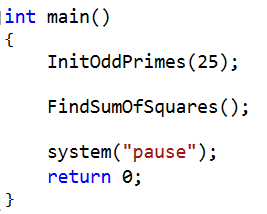 int main()
{
    InitOddPrimes(25);
    FindSumOfSquares();
    system("pause");
    return 0;
}